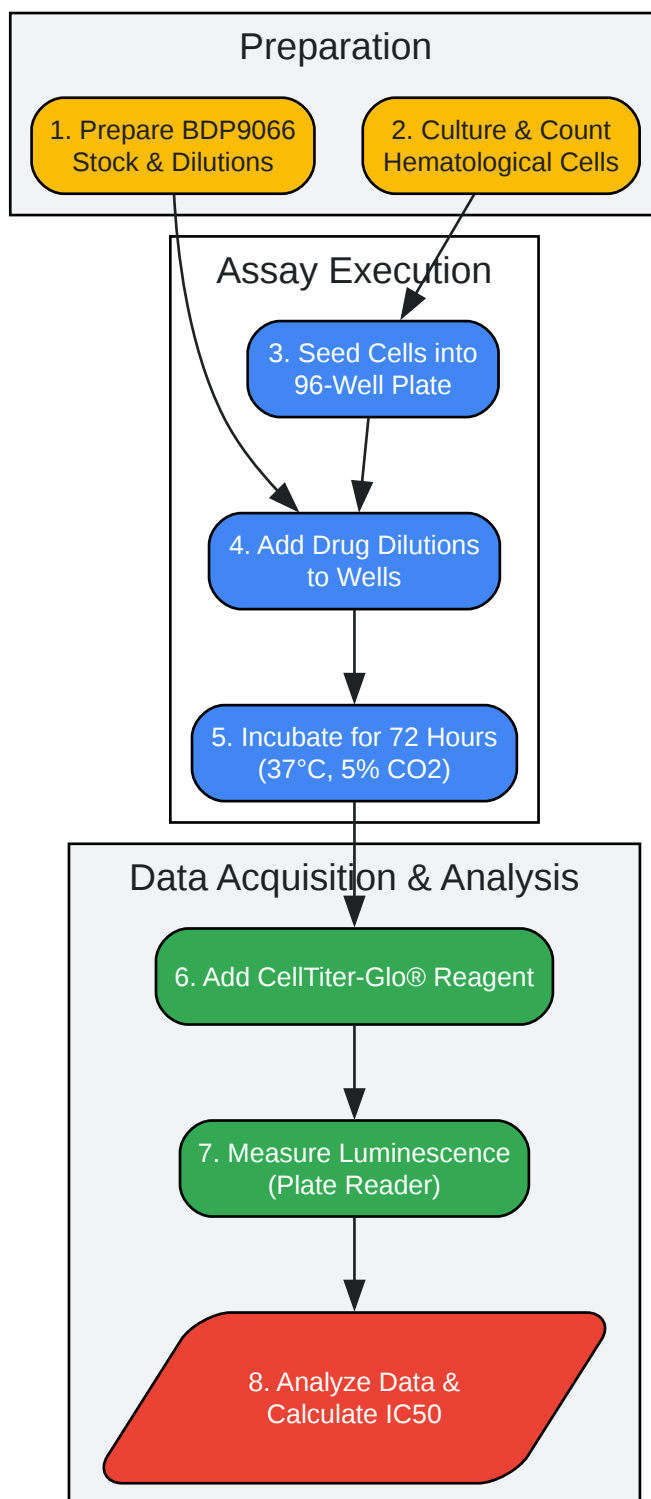 Preparation
1. Prepare BDP9066
Stock & Dilutions
2. Culture & Count
Hematological Cells
Assay Execution
3. Seed Cells into
96-Well Plate
4. Add Drug Dilutions
to Wells
5. Incubate for 72 Hours
(37°C, 5% CO2)
Data Acquisition & Analysis
6. Add CellTiter-Glo® Reagent
7. Measure Luminescence
(Plate Reader)
8. Analyze Data &
Calculate IC50